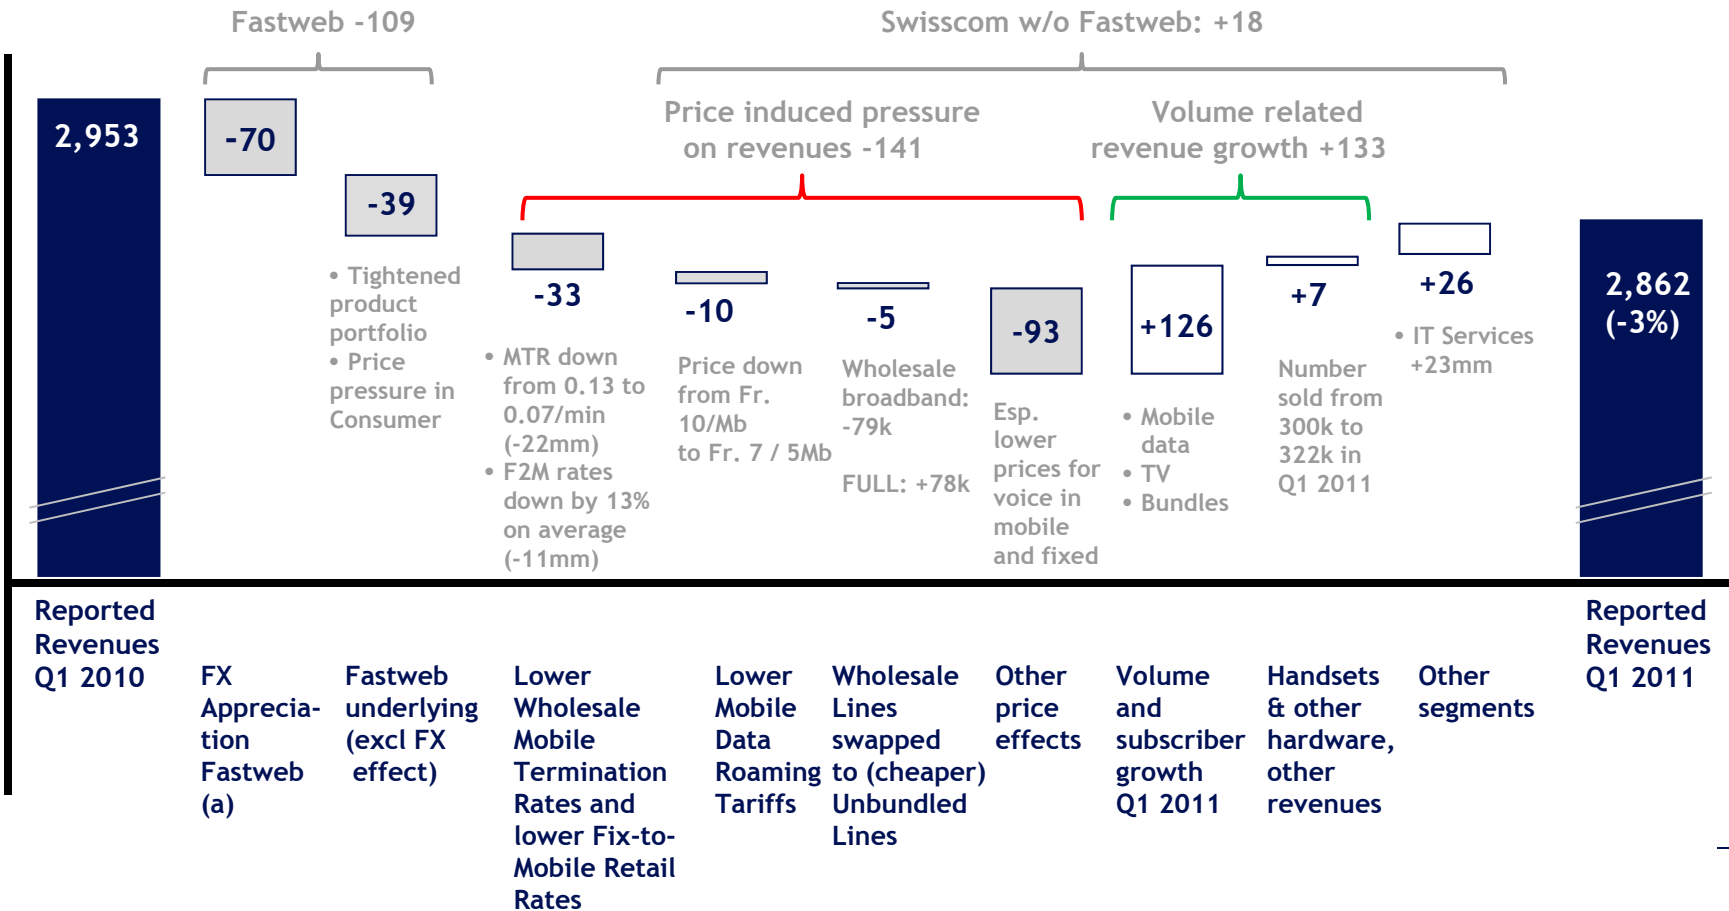 Fastweb -109
Swisscom w/o Fastweb: +18
Price induced pressure
on revenues -141
Volume related
revenue growth +133
2,953
-70
-39
• Tightened
product
portfolio
• Price
pressure in
Consumer
-33
• MTR down
from 0.13 to
0.07/min
(-22mm)
• F2M rates
down by 13%
on average
(-11mm)
-10
Price down
from Fr.
10/Mb
to Fr. 7 / 5Mb
-5
Wholesale
broadband:
-79k
FULL: +78k
-93
Esp.
lower
prices for
voice in
mobile
and fixed
+126
• Mobile
data
• TV
• Bundles
+7
Number
sold from
300k to
322k in
Q1 2011
+26
• IT Services
+23mm
2,862
(-3%)
Reported
Revenues
Q1 2010
FX
Apprecia-
tion
Fastweb
(a)
Fastweb
underlying
(excl FX
effect)
Lower
Wholesale
Mobile
Termination
Rates and
lower Fix-to-
Mobile Retail
Rates
Lower
Mobile
Data
Roaming
Tariffs
Wholesale
Lines
swapped
to (cheaper)
Unbundled
Lines
Other
price
effects
Volume
and
subscriber
growth
Q1 2011
Handsets
& other
hardware,
other
revenues
Other
segments
Reported
Revenues
Q1 2011